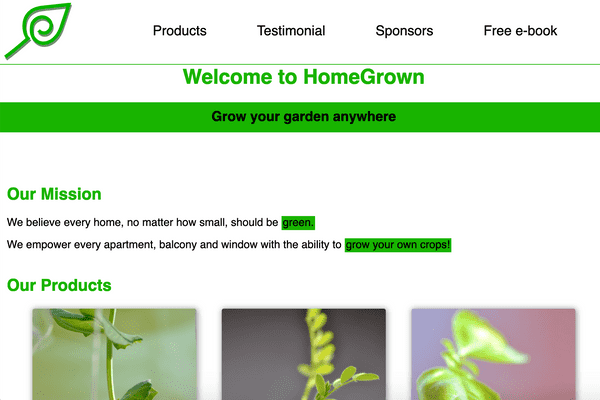 Products Testimonial Sponsors Free e-book
Welcome to HomeGrown
Grow your garden anywhere
Our Mission
We believe every home, no matter how small, should be green.
We empower every apartment, balcony and window with the ability to grow your own crops!
Our Products